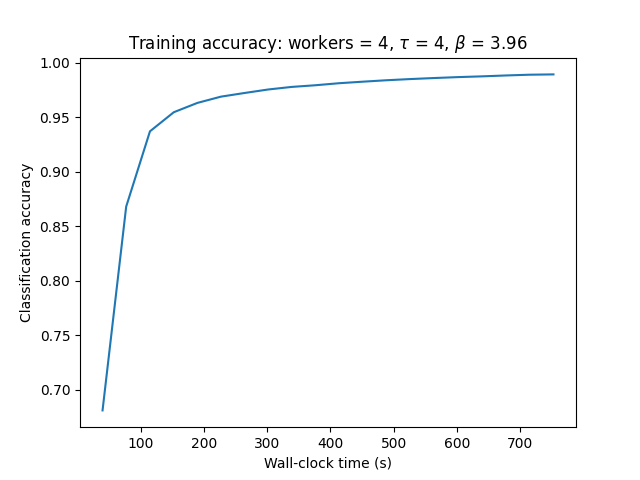 Training accuracy: workers = 4, τ = 4, β = 3.96
1.00
0.95
0.90
0.85
0.80
0.75
0.70
Classification accuracy
100 200 300 400 500 600 700
Wall-clock time (s)